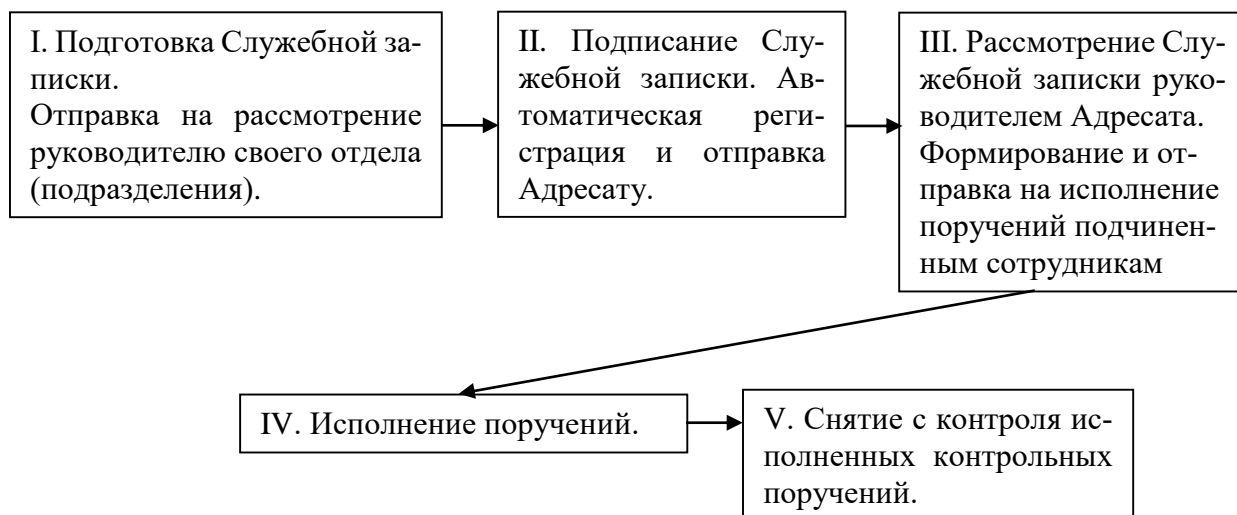 I. Подготовка Служебной за-
писки.
Отправка на рассмотрение
руководителю своего отдела
(подразделения).
II. Подписание Слу-
жебной записки. Ав-
томатическая реги-
страция и отправка
Адресату.
III. Рассмотрение Слу-
жебной записки руко-
водителем Адресата.
Формирование и от-
правка на исполнение
поручений подчинен-
ным сотрудникам
IV. Исполнение поручений.
V. Снятие с контроля ис-
полненных контрольных
поручений.